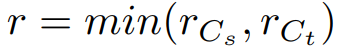 r = min(r_{C_s}, r_{C_t})